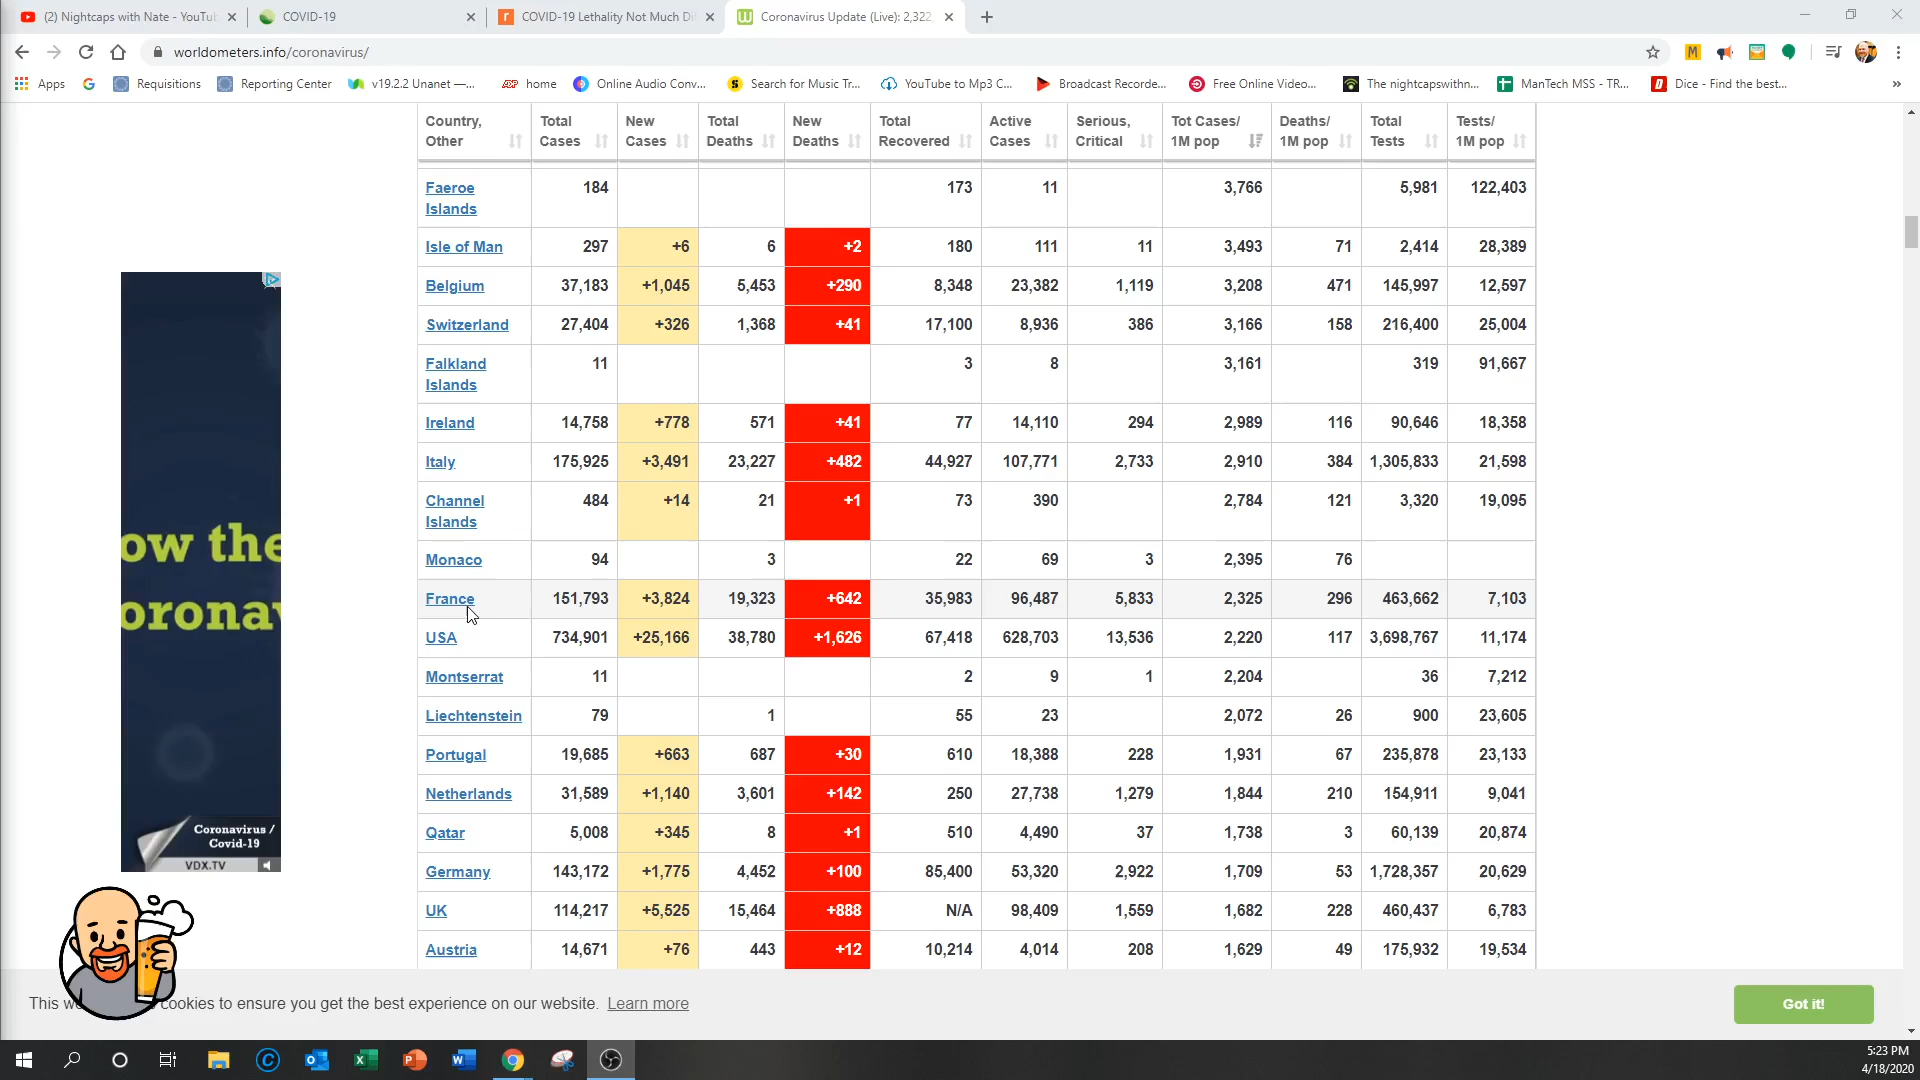 (2) Nightcaps with Nate - YouTu
COVID-19
COVID-19 Lethality Not Much Di
Coronavirus Update (Live): 2,322
worldometers.info/coronavirus/
Apps
Requisitions
Reporting Center
v19.2.2 Unanet —...
home
Online Audio Conv...
Search for Music Tr...
YouTube to Mp3 C...
Broadcast Recorde...
Free Online Video...
The nightcapswithn...
ManTech MSS - TR...
Dice - Find the best...
Country, Other Total Cases New Cases Total Deaths New Deaths Total Recovered Active Cases Serious, Critical Tot Cases/ 1M pop Deaths/ 1M pop Total Tests Tests/ 1M pop
Faeroe Islands 184 173 11 3,766 5,981 122,403
Isle of Man 297 +6 6 +2 180 111 11 3,493 71 2,414 28,389
Belgium 37,183 +1,045 5,453 +290 8,348 23,382 1,119 3,208 471 145,997 12,597
Switzerland 27,404 +326 1,368 +41 17,100 8,936 386 3,166 158 216,400 25,004
Falkland Islands 11 3 8 3,161 319 91,667
Ireland 14,758 +778 571 +41 77 14,110 294 2,989 116 90,646 18,358
Italy 175,925 +3,491 23,227 +482 44,927 107,771 2,733 2,910 384 1,305,833 21,598
Channel Islands 484 +14 21 +1 73 390 2,784 121 3,320 19,095
Monaco 94 3 22 69 3 2,395 76
France 151,793 +3,824 19,323 +642 35,983 96,487 5,833 2,325 296 463,662 7,103
USA 734,901 +25,166 38,780 +1,626 67,418 628,703 13,536 2,220 117 3,698,767 11,174
Montserrat 11 2 9 1 2,204 36 7,212
Liechtenstein 79 1 55 23 2,072 26 900 23,605
Portugal 19,685 +663 687 +30 610 18,388 228 1,931 67 235,878 23,133
Netherlands 31,589 +1,140 3,601 +142 250 27,738 1,279 1,844 210 154,911 9,041
Qatar 5,008 +345 8 +1 510 4,490 37 1,738 3 60,139 20,874
Germany 143,172 +1,775 4,452 +100 85,400 53,320 2,922 1,709 53 1,728,357 20,629
UK 114,217 +5,525 15,464 +888 N/A 98,409 1,559 1,682 228 460,437 6,783
Austria 14,671 +76 443 +12 10,214 4,014 208 1,629 49 175,932 19,534
ow the
oronav
Coronavirus /
Covid-19
VDX.TV
This we cookies to ensure you get the best experience on our website. Learn more
Got it!
5:23 PM
4/18/2020